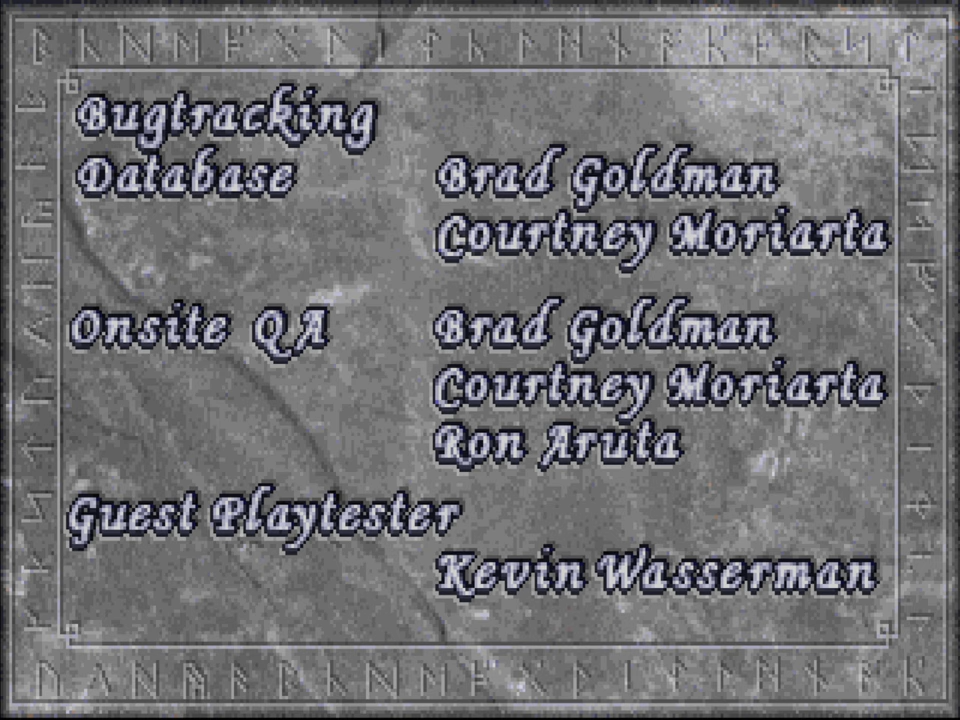 Bugtracking
Database Brad Goldman
Courtney Moriarta
Onsite QA Brad Goldman
Courtney Moriarta
Ron Aruta
Guest Playtester
Kevin Wasserman